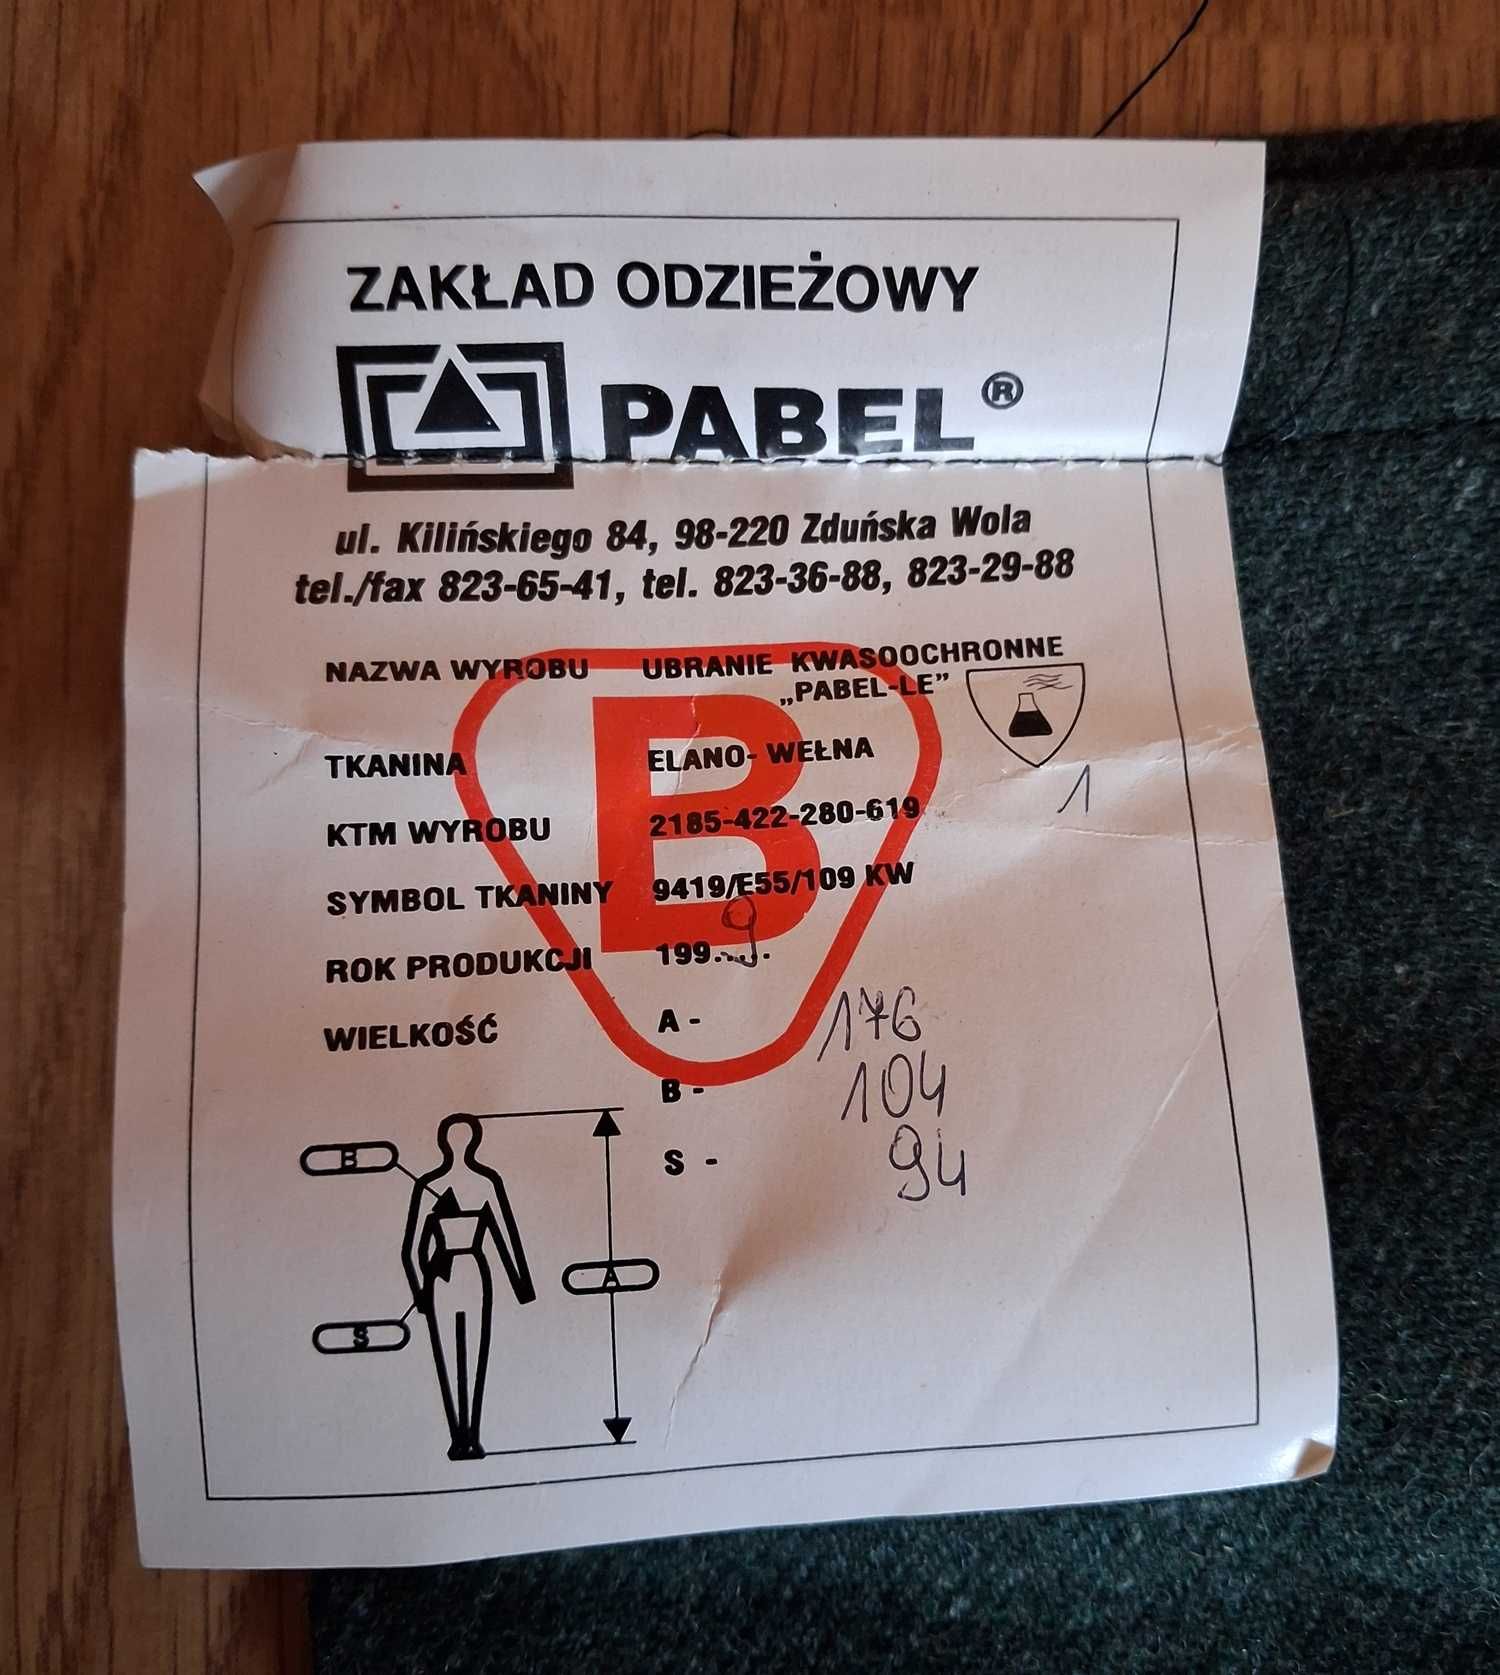 ZAKŁAD ODZIEŻOWY
PABEL®
ul. Kilińskiego 84, 98-220 Zduńska Wola
tel./fax 823-65-41, tel. 823-36-88, 823-29-88
NAZWA WYROBU UBRANIE KWASOOCHRONNE
„PABEL-LE”
TKANINA ELANO-WEŁNA
1
KTM WYROBU 2185-422-280-619
SYMBOL TKANINY 9419/E55/109 KW
ROK PRODUKCJI 199..9..
WIELKOŚĆ A - 176
B - 104
S - 94
B
B
A
S